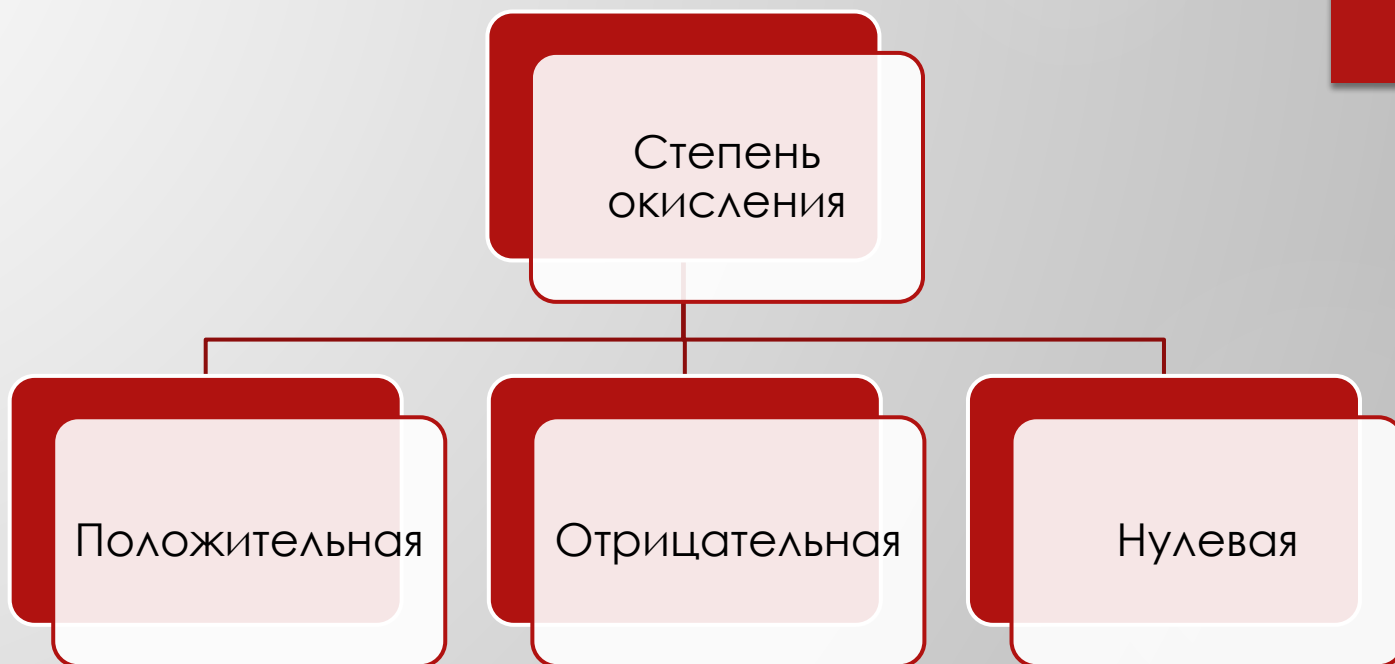 Степень
окисления
Положительная
Отрицательная
Нулевая